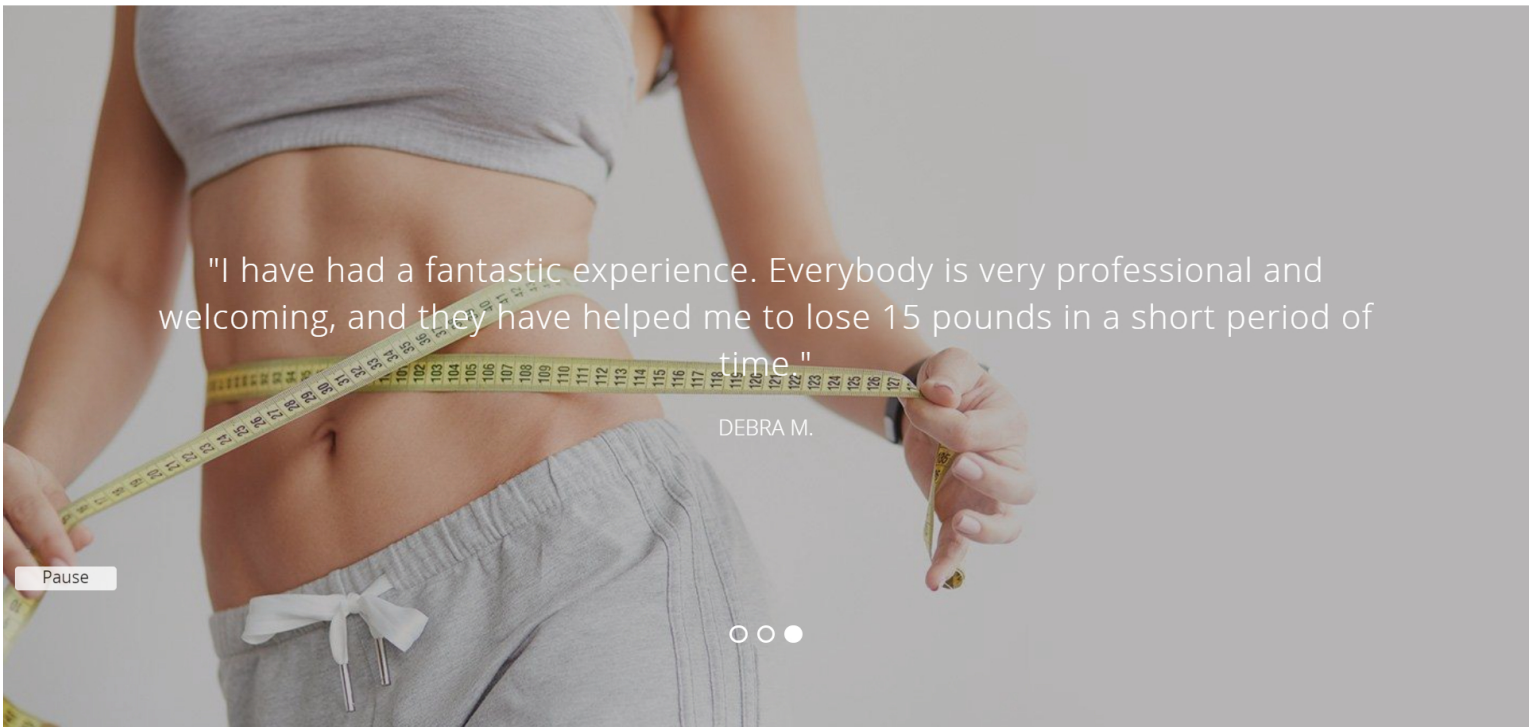 "I have had a fantastic experience. Everybody is very professional and
welcoming, and they have helped me to lose 15 pounds in a short period of
time."
DEBRA M.
Pause